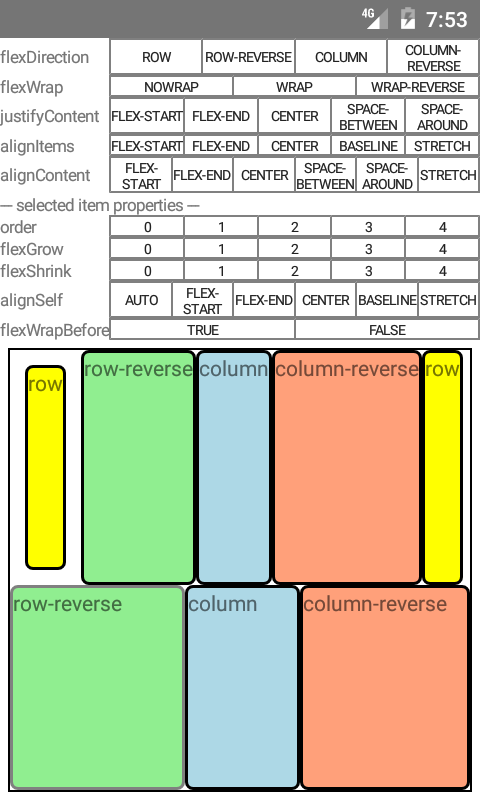 4G 7:53
flexDirection ROW ROW-REVERSE COLUMN COLUMN-
REVERSE
flexWrap NOWRAP WRAP WRAP-REVERSE
justifyContent FLEX-START FLEX-END CENTER SPACE-
BETWEEN SPACE-
AROUND
alignItems FLEX-START FLEX-END CENTER BASELINE STRETCH
alignContent FLEX-
START FLEX-END CENTER SPACE-
BETWEEN SPACE-
AROUND STRETCH
--- selected item properties ---
order 0 1 2 3 4
flexGrow 0 1 2 3 4
flexShrink 0 1 2 3 4
alignSelf AUTO FLEX-
START FLEX-END CENTER BASELINE STRETCH
flexWrapBefore TRUE FALSE
row row-reverse column column-reverse row
row-reverse column column-reverse